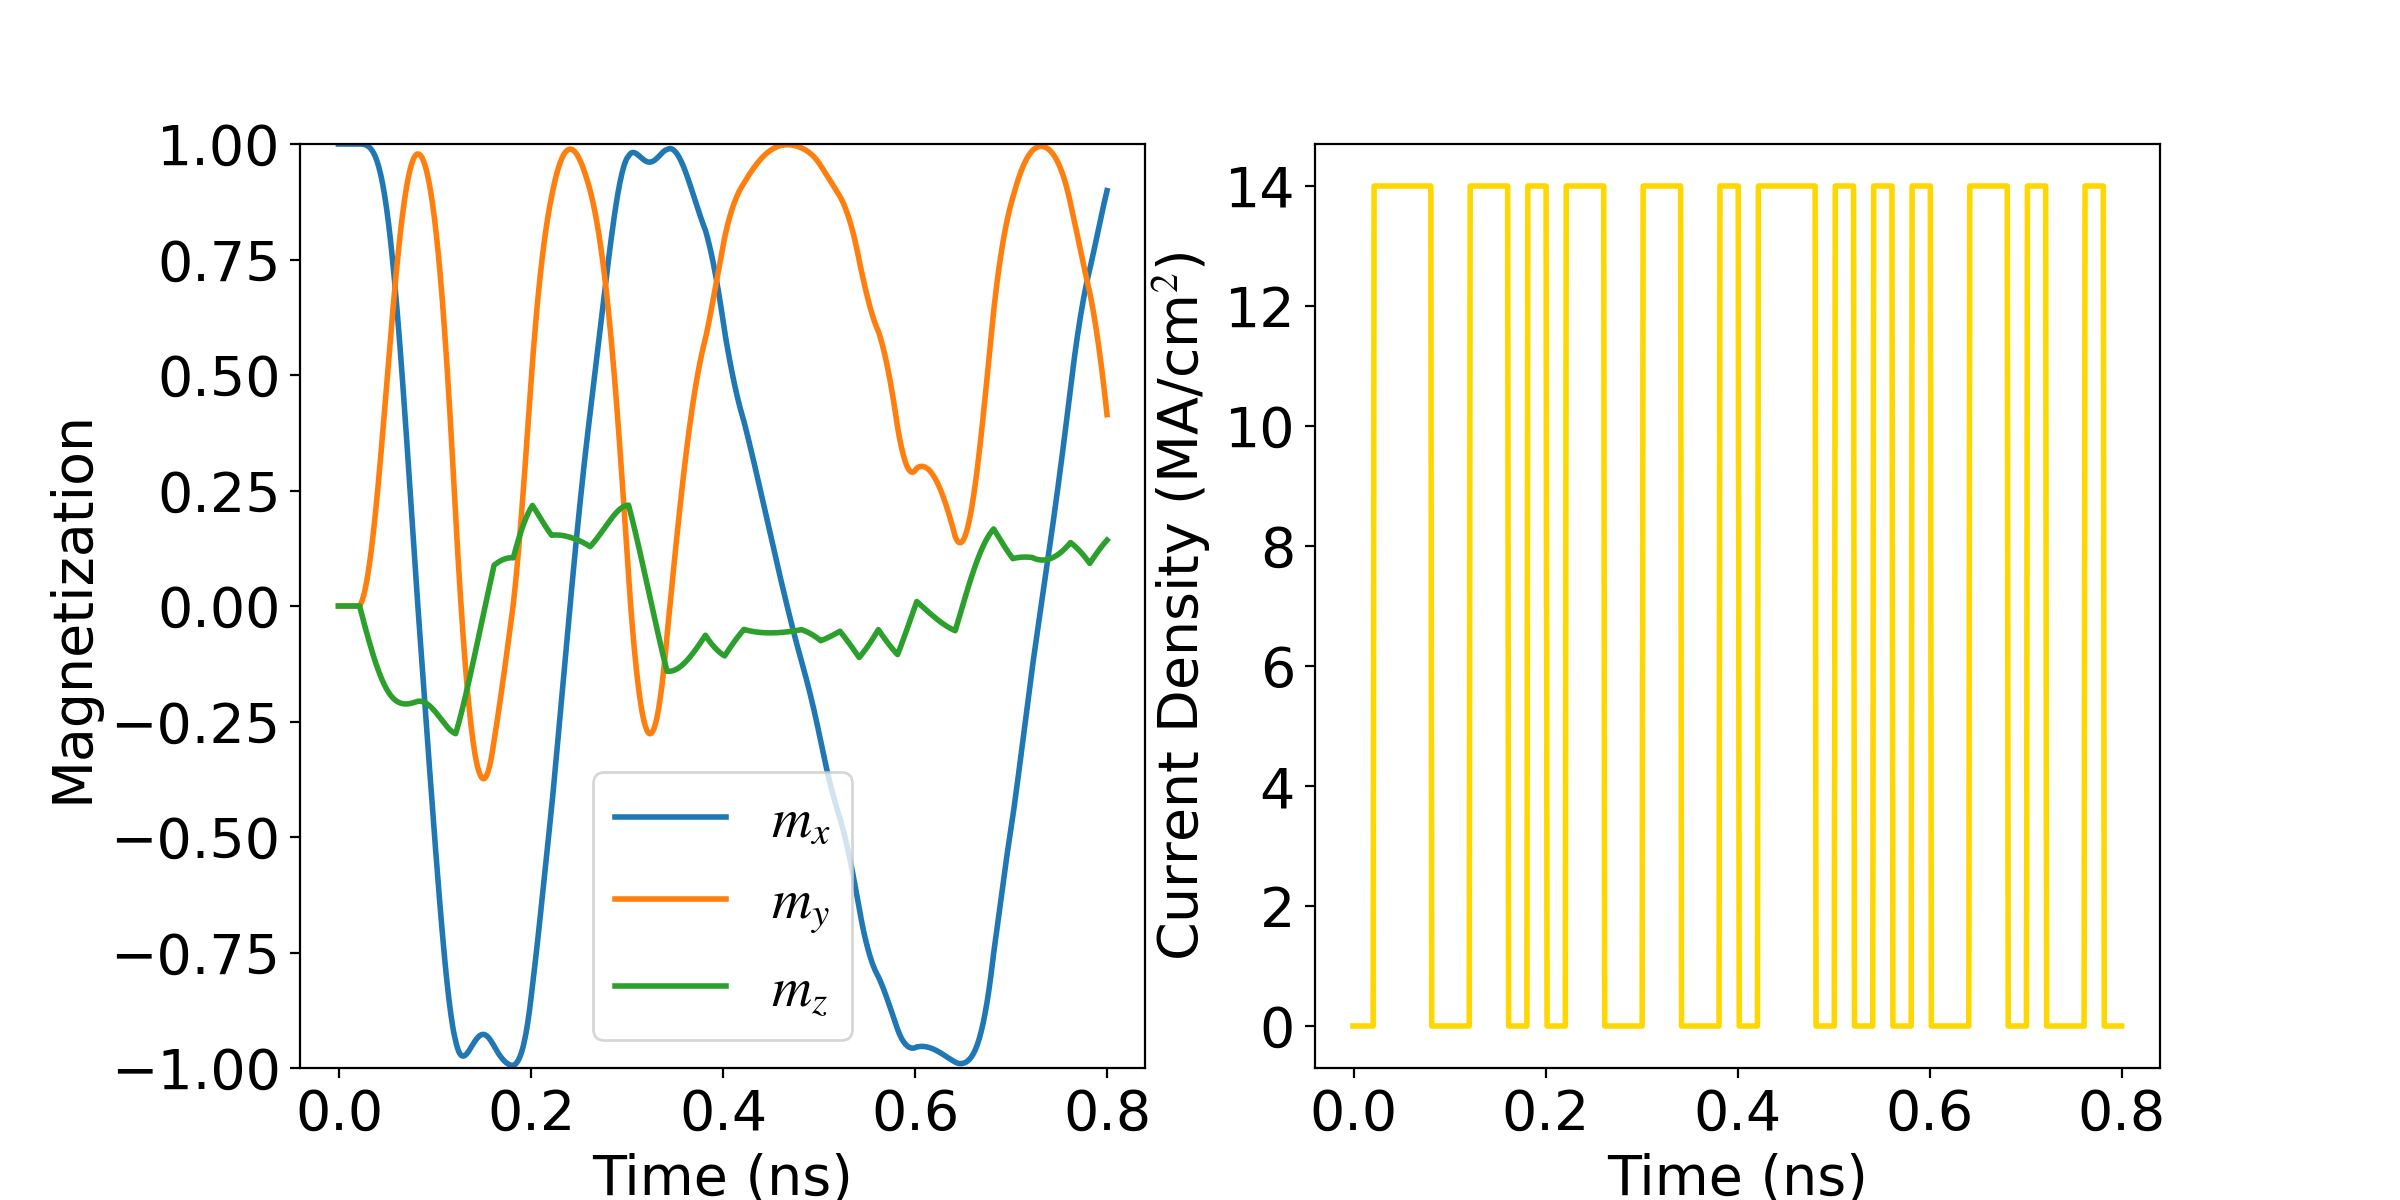 Magnetization
1.00
0.75
0.50
0.25
0.00
−0.25
−0.50
−0.75
−1.00
0.0 0.2 0.4 0.6 0.8
Time (ns)
m_x
m_y
m_z
Current Density (MA/cm²)
14
12
10
8
6
4
2
0
0.0 0.2 0.4 0.6 0.8
Time (ns)